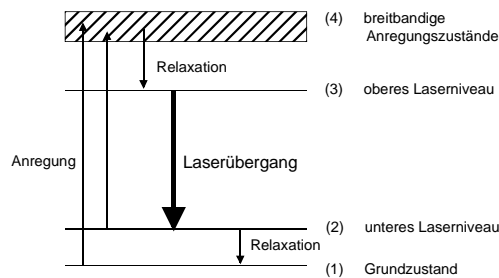 (4) breitbandige
Anregungszustände
Relaxation
(3) oberes Laserniveau
Anregung
Laserübergang
(2) unteres Laserniveau
Relaxation
(1) Grundzustand